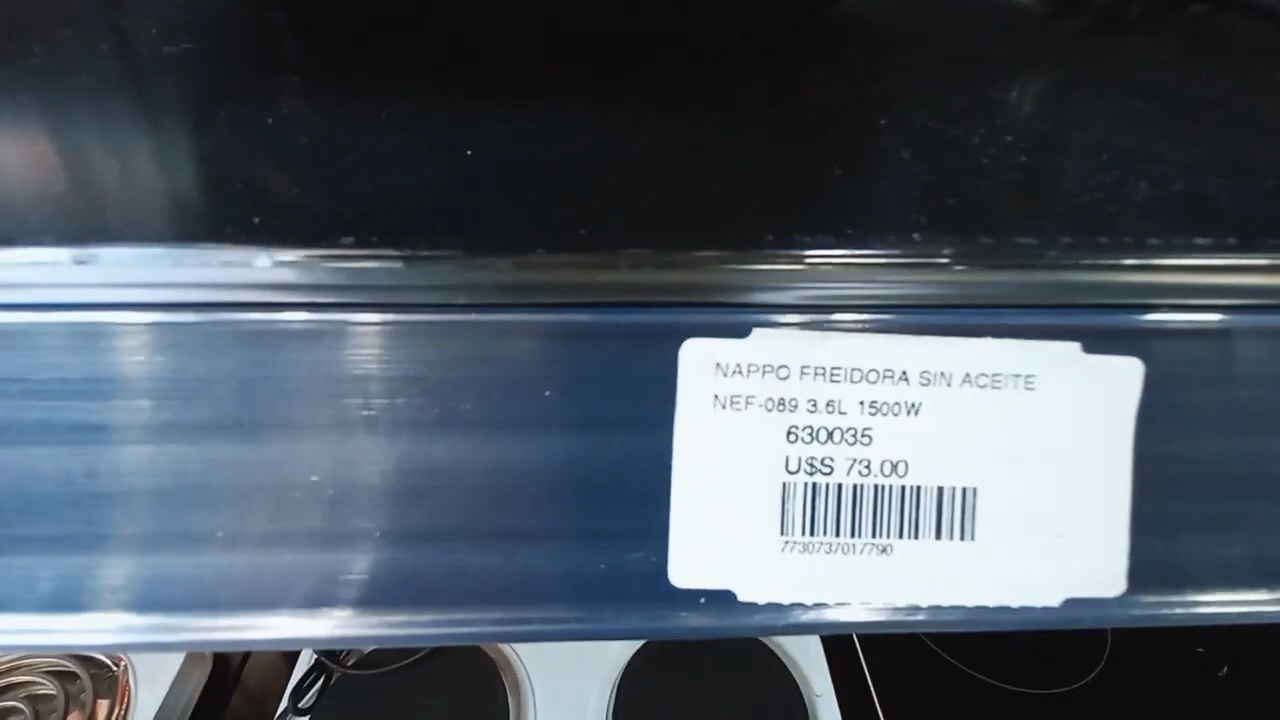 NAPPO FREIDORA SIN ACEITE
NEF-089 3.6L 1500W
630035
U$S 73.00
7730737017790